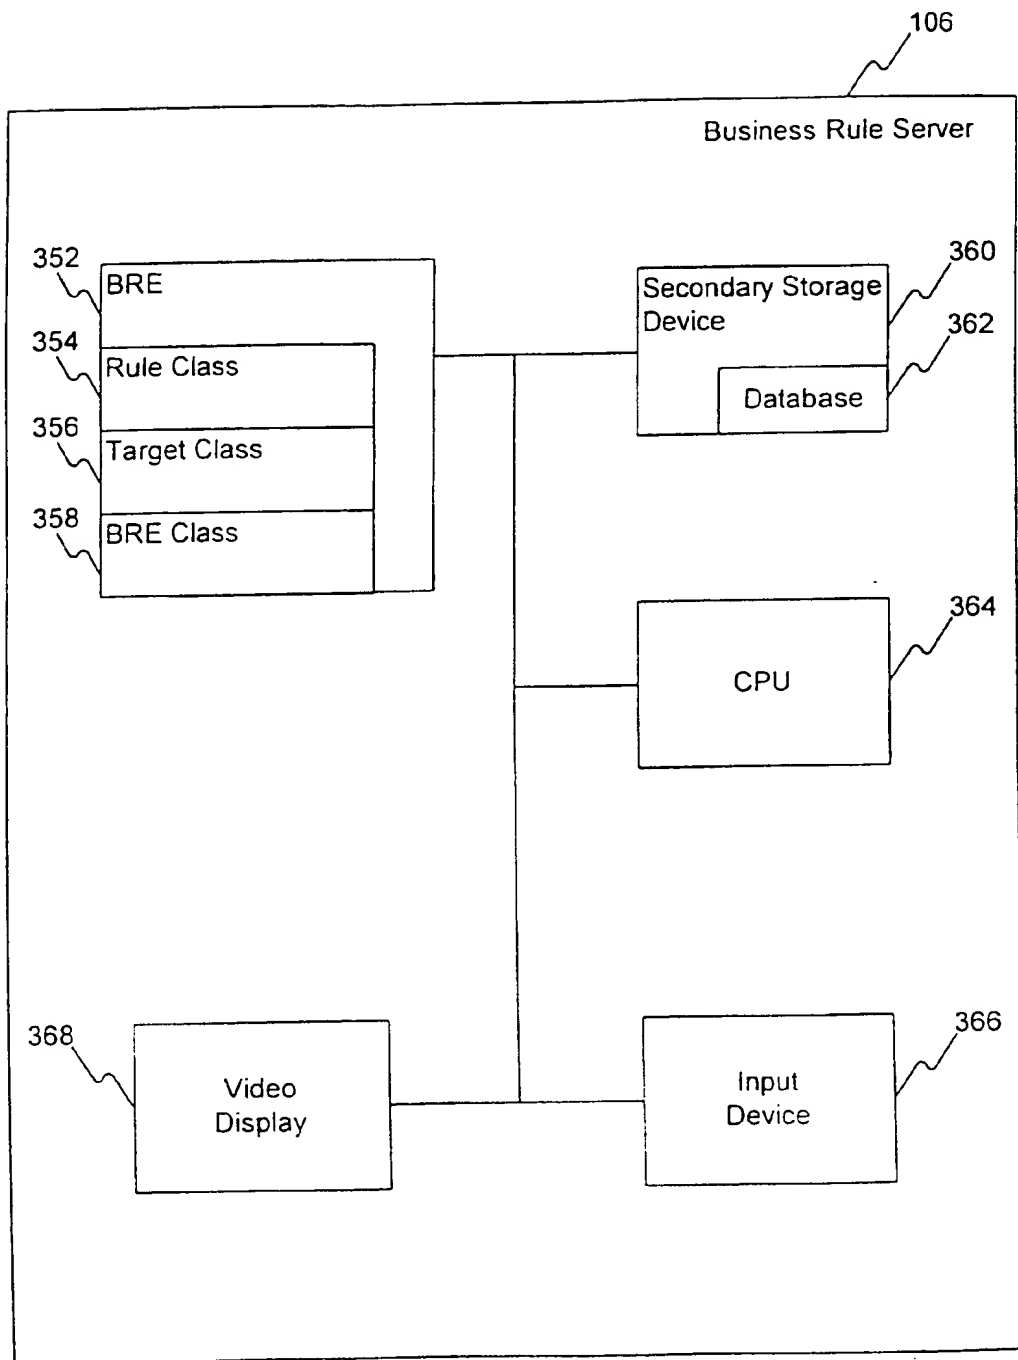 106
Business Rule Server
352
BRE
354
Rule Class
356
Target Class
358
BRE Class
360
Secondary Storage
Device
362
Database
364
CPU
368
Video
Display
366
Input
Device